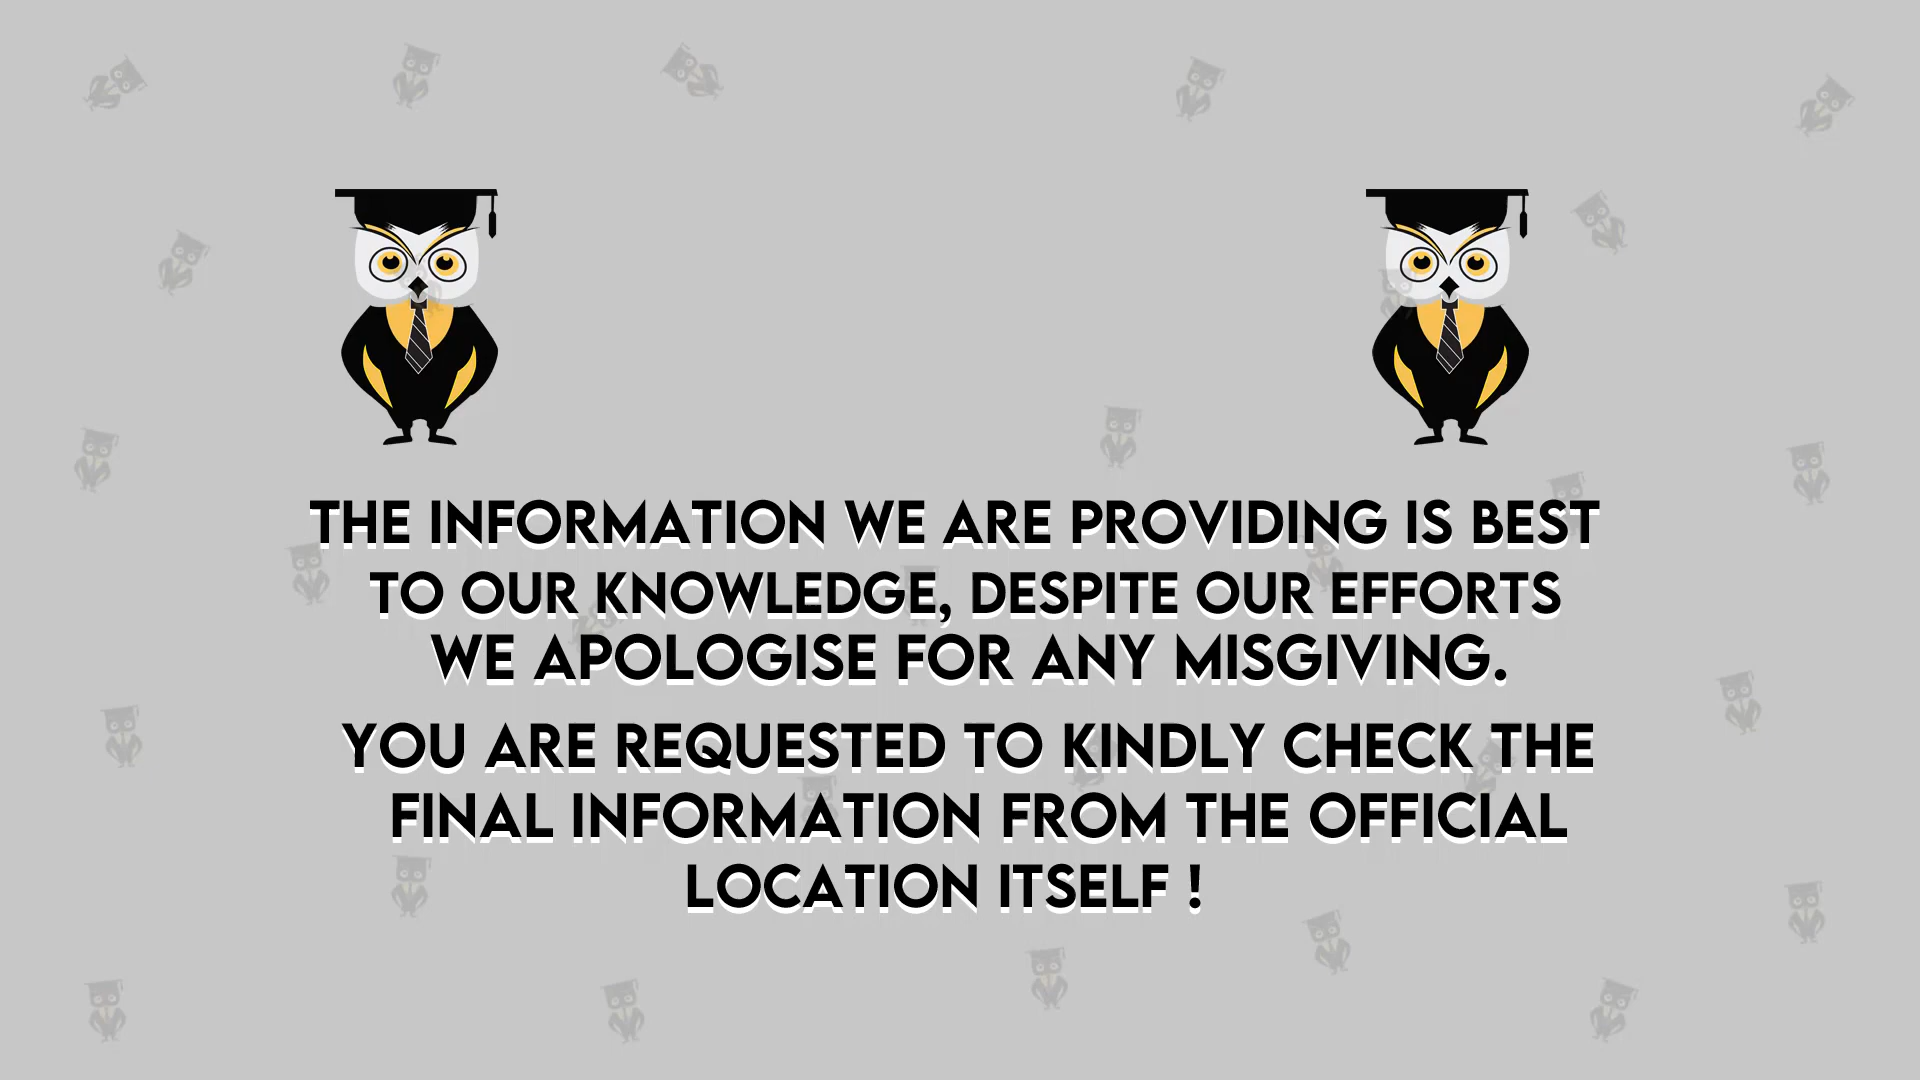 THE INFORMATION WE ARE PROVIDING IS BEST
TO OUR KNOWLEDGE, DESPITE OUR EFFORTS
WE APOLOGISE FOR ANY MISGIVING.
YOU ARE REQUESTED TO KINDLY CHECK THE
FINAL INFORMATION FROM THE OFFICIAL
LOCATION ITSELF !